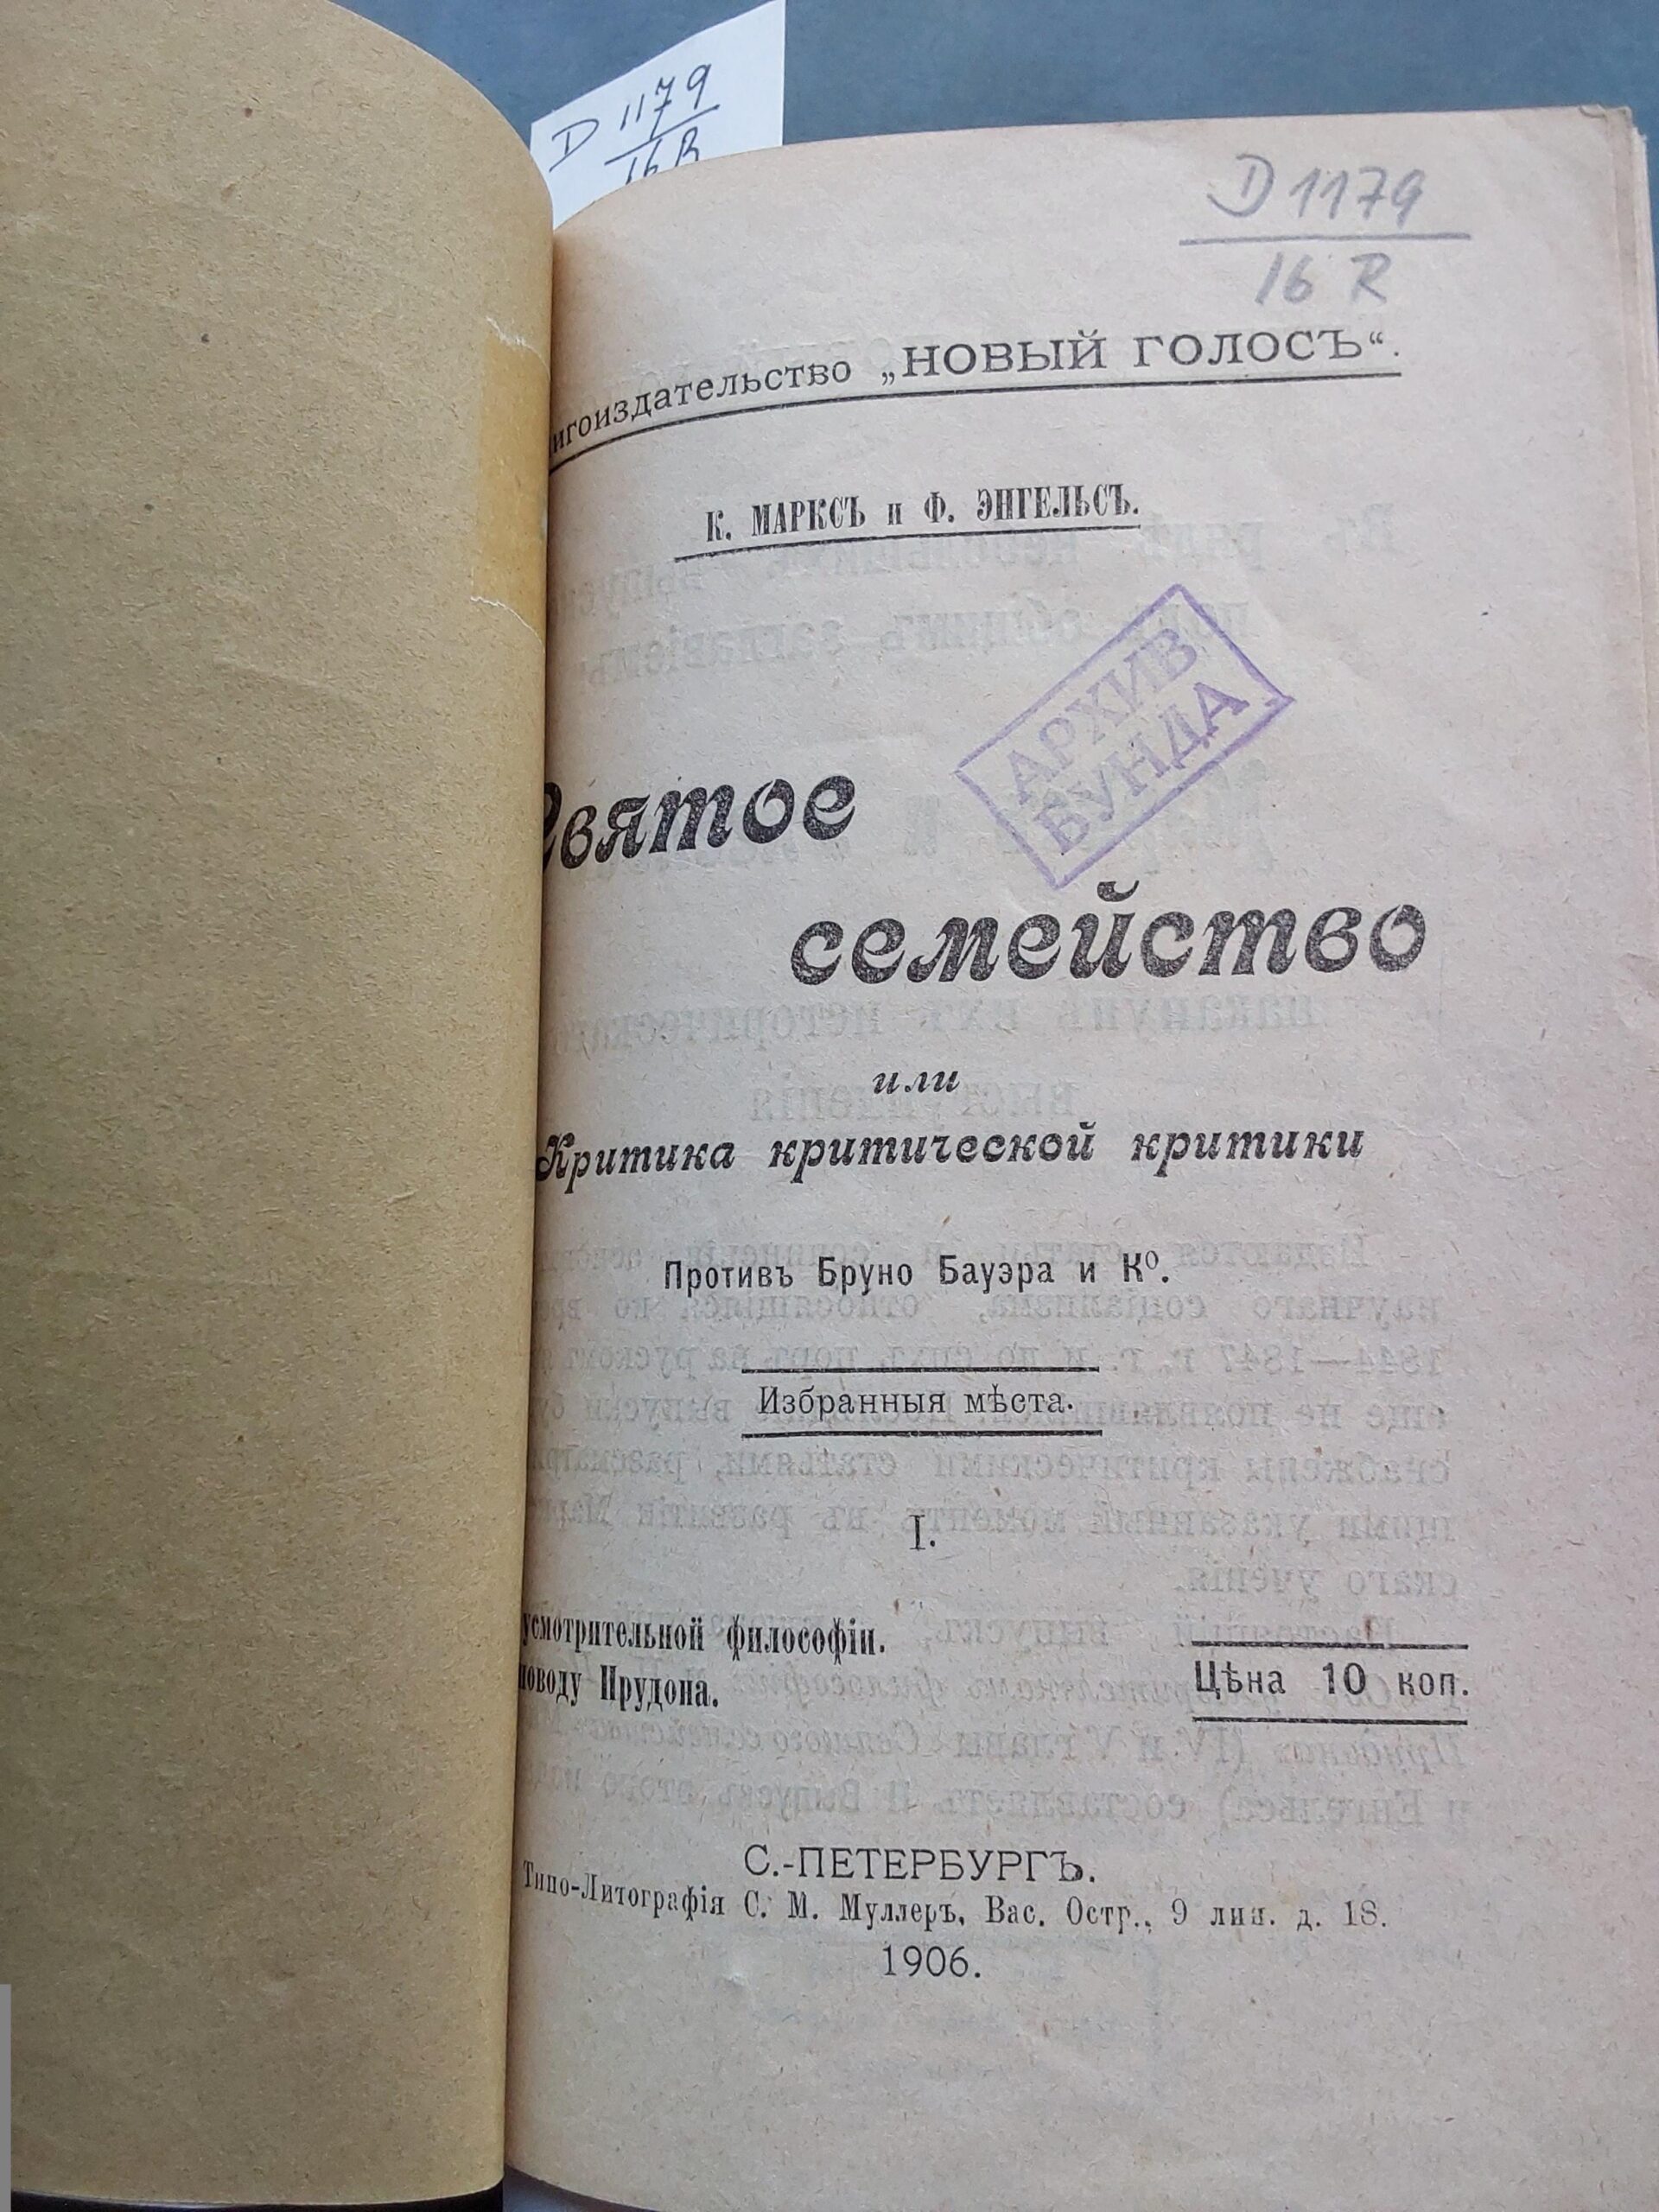 D 1179
16 R
D 1179
16 R
игоиздательство „НОВЫЙ ГОЛОСЪ“.
К. МАРКСЪ и Ф. ЭНГЕЛЬСЪ.
АРХИВ
БУНДА
Святое
семейство
или
Критика критической критики
Противъ Бруно Бауэра и К⁰.
Избранныя мѣста.
I.
усмотрительной философіи.
поводу Прудона.
Цѣна 10 коп.
С.-ПЕТЕРБУРГЪ.
Типо-Литографія С. М. Муллеръ, Вас. Остр., 9 лин. д. 18.
1906.